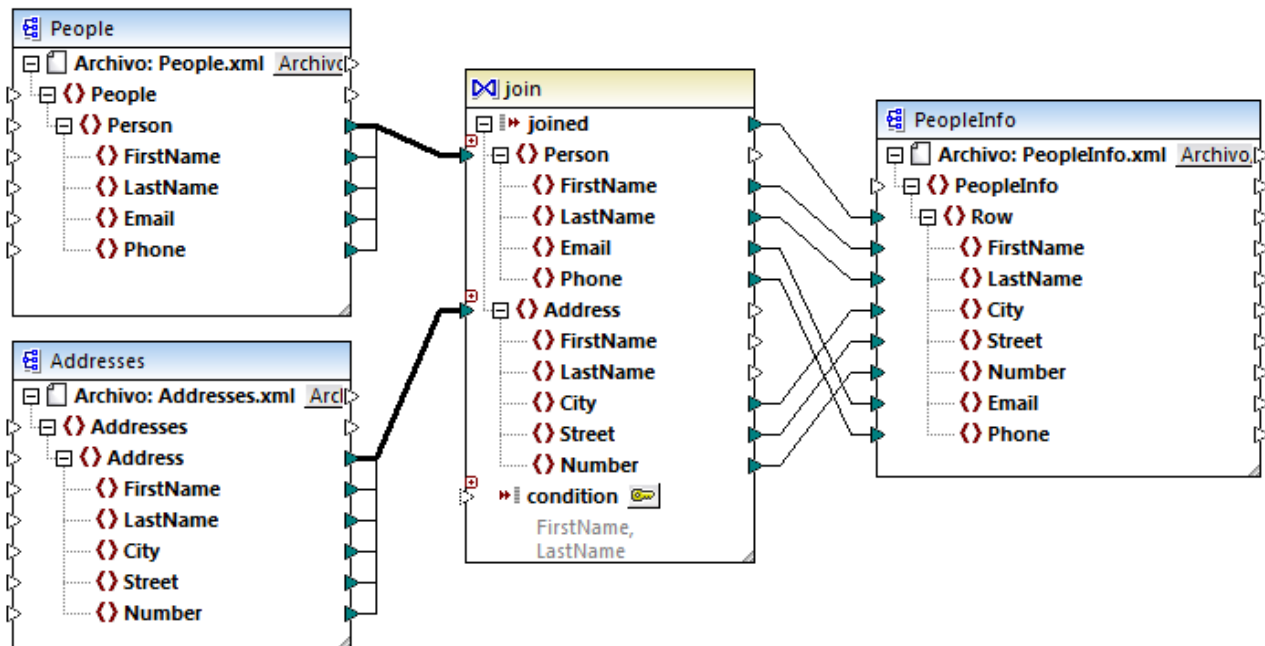 People
Archivo: People.xml Archivo
People
Person
FirstName
LastName
Email
Phone
Addresses
Archivo: Addresses.xml Arcl
Addresses
Address
FirstName
LastName
City
Street
Number
join
joined
Person
FirstName
LastName
Email
Phone
Address
FirstName
LastName
City
Street
Number
condition
FirstName,
LastName
PeopleInfo
Archivo: PeopleInfo.xml Archivo
PeopleInfo
Row
FirstName
LastName
City
Street
Number
Email
Phone